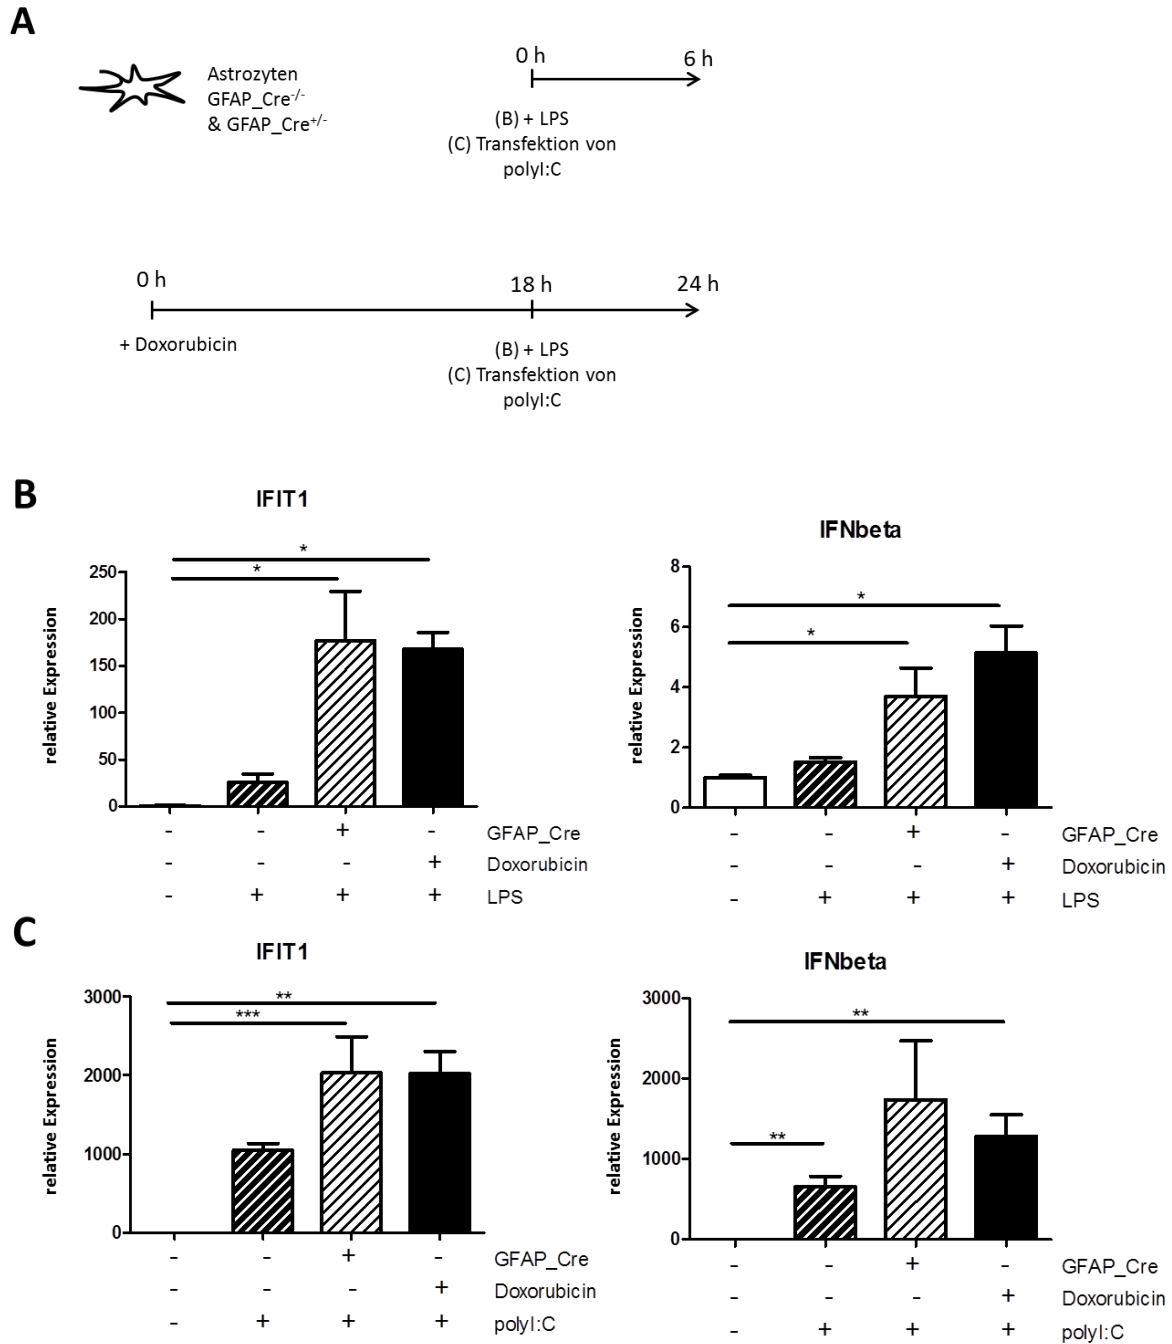 A
Astrozyten
GFAP_Cre-/-
& GFAP_Cre+/-
0 h 6 h
(B) + LPS
(C) Transfektion von
polyI:C
0 h 18 h 24 h
+ Doxorubicin
(B) + LPS
(C) Transfektion von
polyI:C
B
IFIT1
relative Expression
250
200
150
100
50
0
*
*
- - + - GFAP_Cre
- - - + Doxorubicin
- + + + LPS
IFNbeta
relative Expression
8
6
4
2
0
*
*
- - + - GFAP_Cre
- - - + Doxorubicin
- + + + LPS
C
IFIT1
relative Expression
3000
2000
1000
0
**
***
- - + - GFAP_Cre
- - - + Doxorubicin
- + + + polyI:C
IFNbeta
relative Expression
3000
2000
1000
0
**
**
- - + - GFAP_Cre
- - - + Doxorubicin
- + + + polyI:C